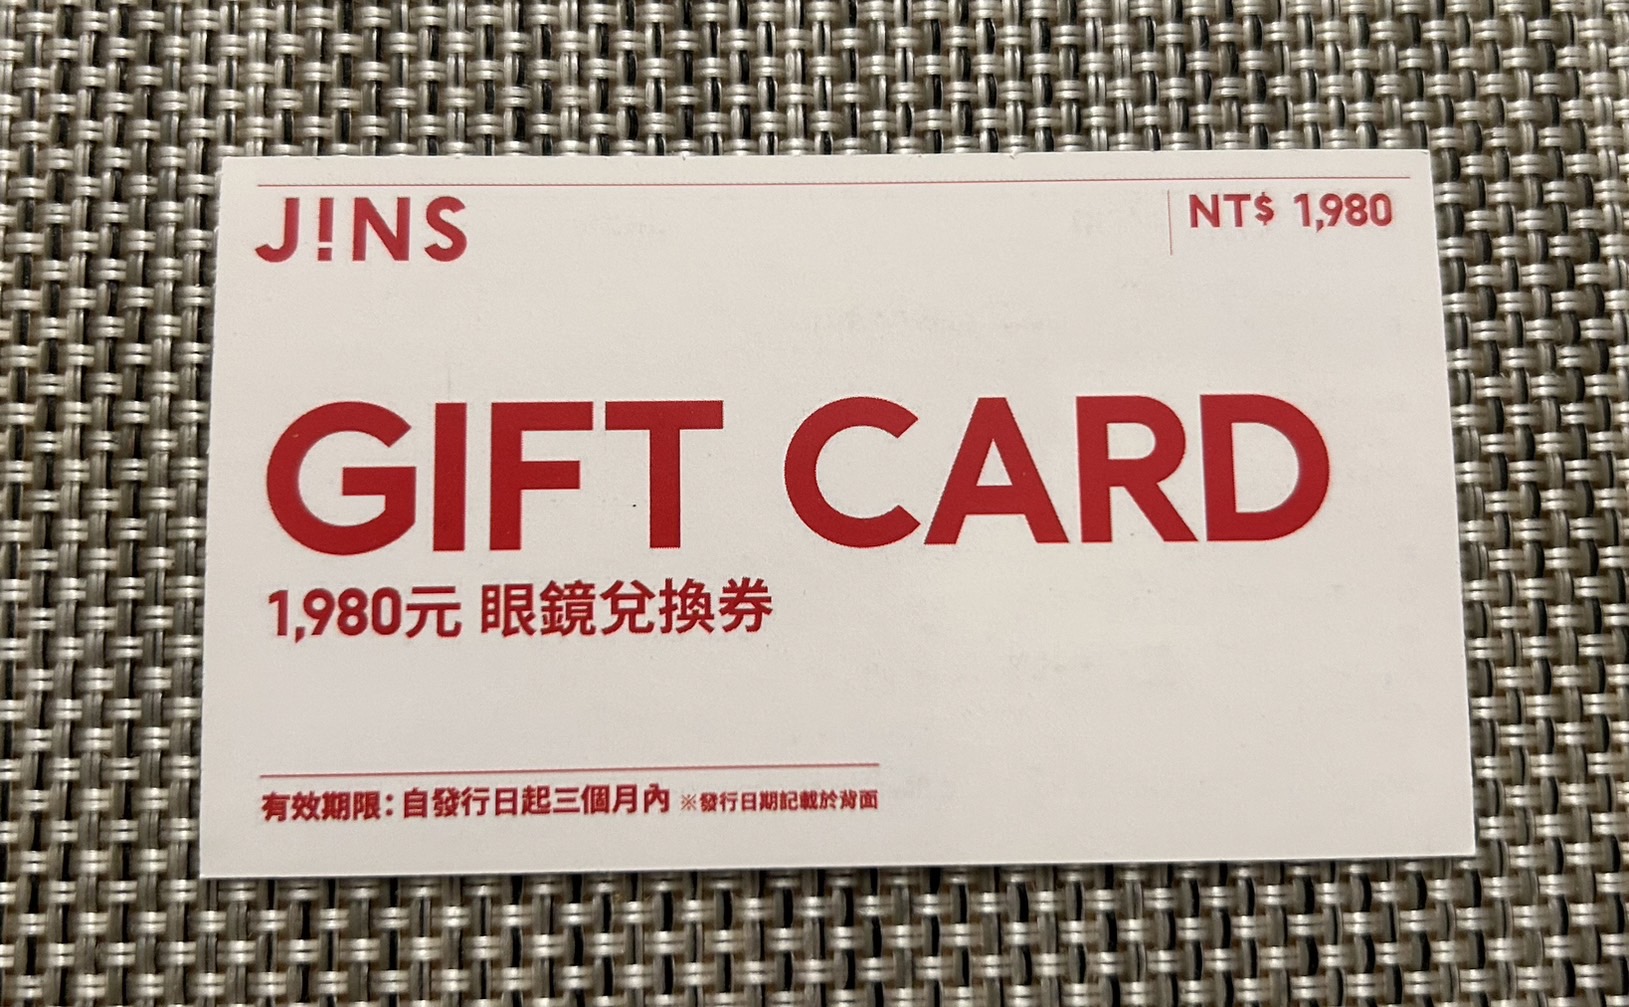 J!NS
NT$ 1,980
GIFT CARD
1,980元 眼鏡兌換券
有效期限：自發行日起三個月內 ※發行日期記載於背面